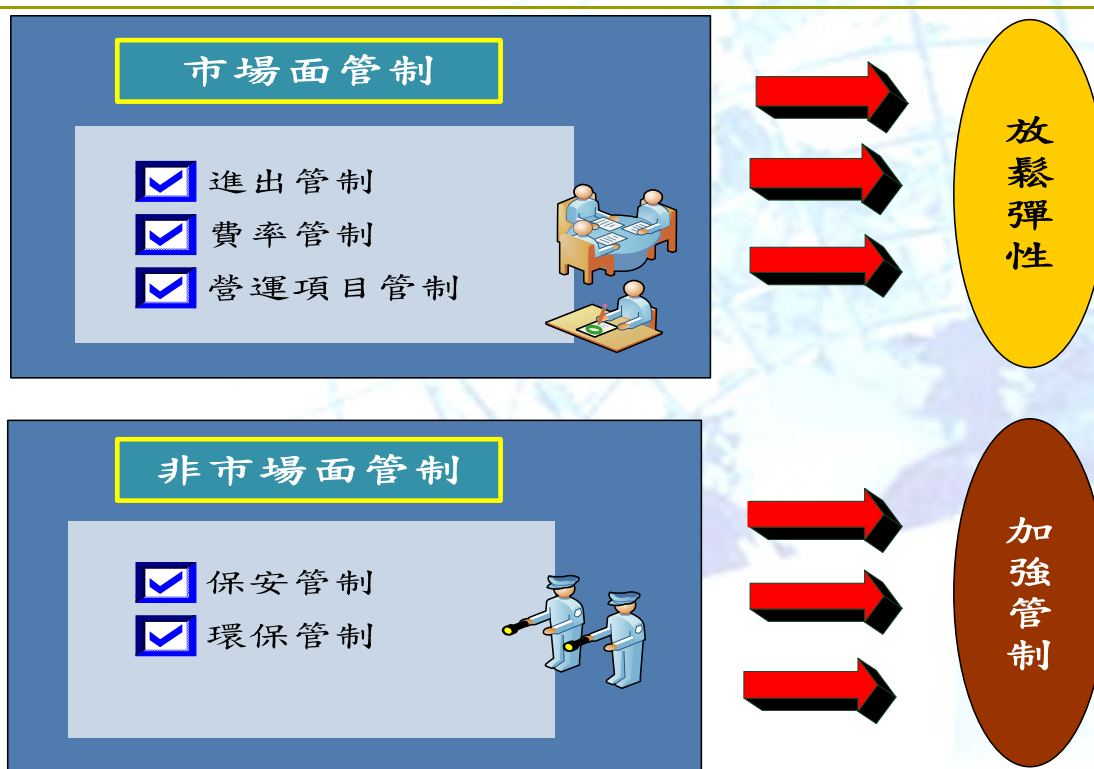 市場面管制
進出管制
費率管制
營運項目管制
放鬆彈性
非市場面管制
保安管制
環保管制
加強管制